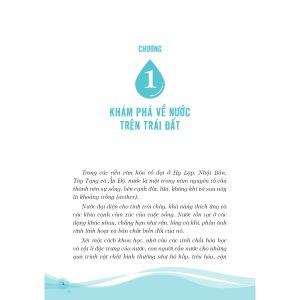 CHƯƠNG
1
KHÁM PHÁ VỀ NƯỚC
TRÊN TRÁI ĐẤT
Trong các nền văn hóa cổ đại ở Hy Lạp, Nhật Bản,
Tây Tạng và Ấn Độ, nước là một trong năm nguyên tố cấu
thành nên sự sống, bên cạnh đất, lửa, không khí và sau này
là khoảng trống (aether).
Nước đại diện cho tính trôi chảy, khả năng thích ứng và
các khía cạnh cảm xúc của cuộc sống. Nước tồn tại ở các
dạng khác nhau, chẳng hạn như rắn, lỏng và khí, phản ánh
tính linh hoạt và bản chất biến đổi của nó.
Xét một cách khoa học, nhờ vào các tính chất hóa học
và vật lí đặc trưng của nước, con người cần nước cho những
quá trình vật chất bình thường như hô hấp, tiêu hóa, vận